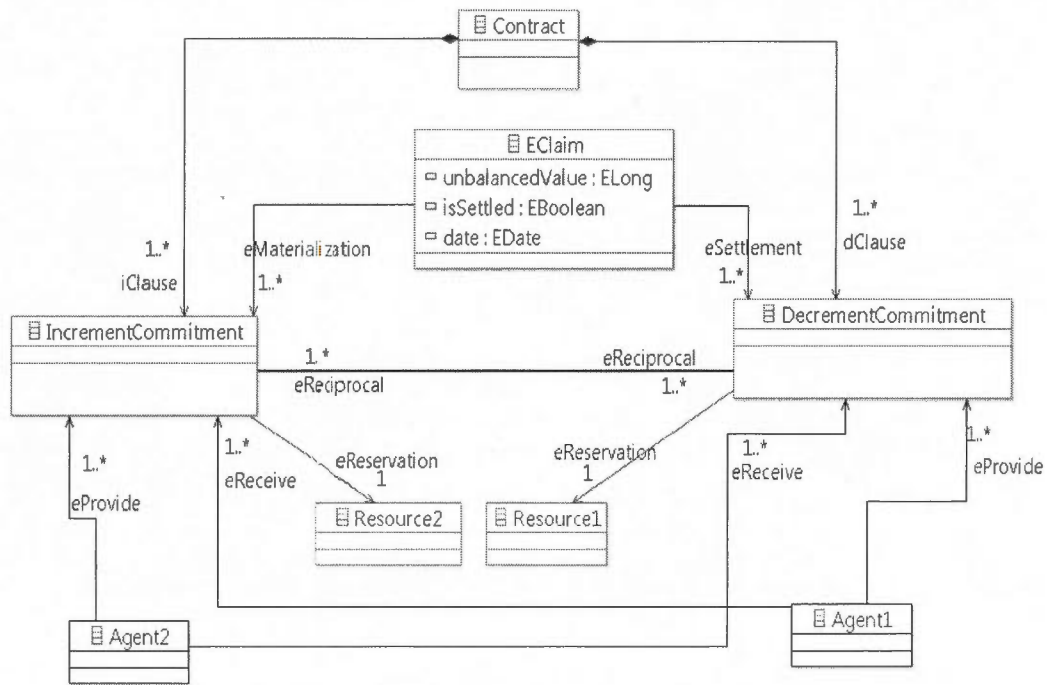 Contract
EClaim
unbalancedValue : ELong
isSettled : EBoolean
date : EDate
1..*
iClause
eMaterialization
1..*
eSettlement
1..*
1..*
dClause
IncrementCommitment
DecrementCommitment
1..*
eReciprocal
eReciprocal
1..*
eReservation
1
eReservation
1
1..*
eProvide
1..*
eReceive
1..*
eReceive
1..*
eProvide
Resource2
Resource1
Agent2
Agent1